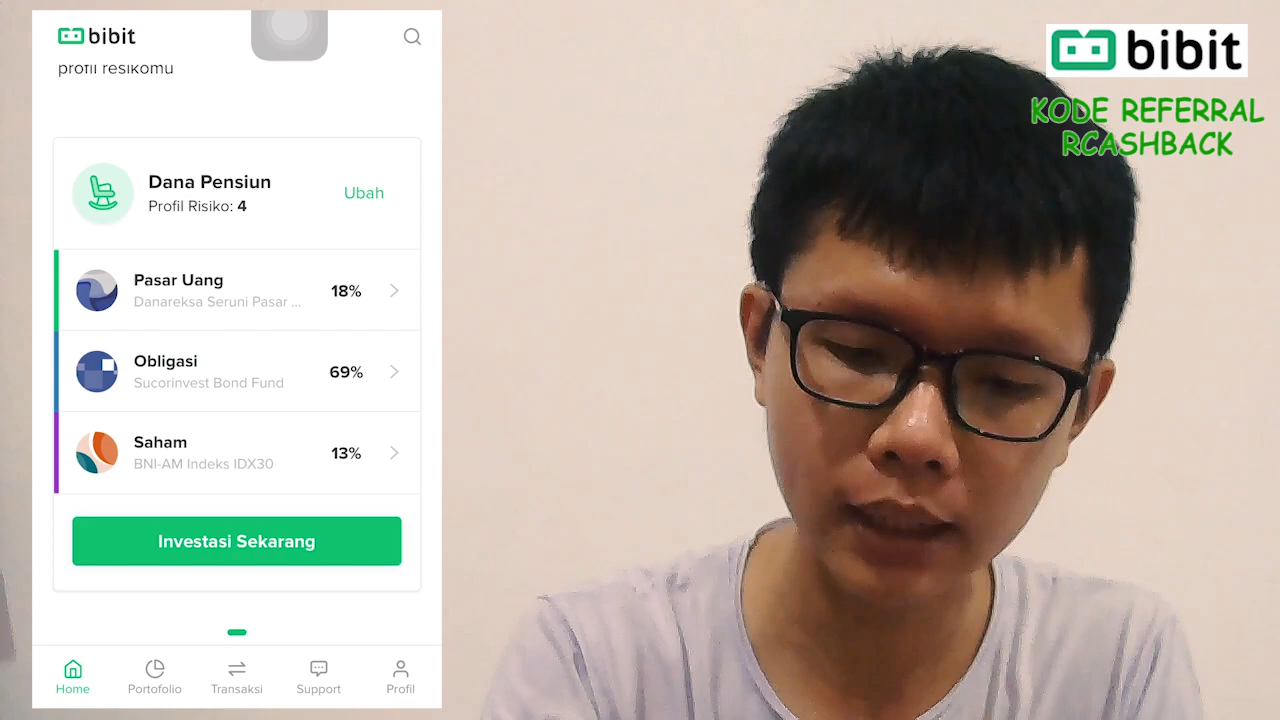 bibit
profil resikomu
Dana Pensiun
Profil Risiko: 4
Ubah
Pasar Uang
Danareksa Seruni Pasar ...
18%
Obligasi
Sucorinvest Bond Fund
69%
Saham
BNI-AM Indeks IDX30
13%
Investasi Sekarang
Home
Portofolio
Transaksi
Support
Profil
bibit
KODE REFERRAL
RCASHBACK